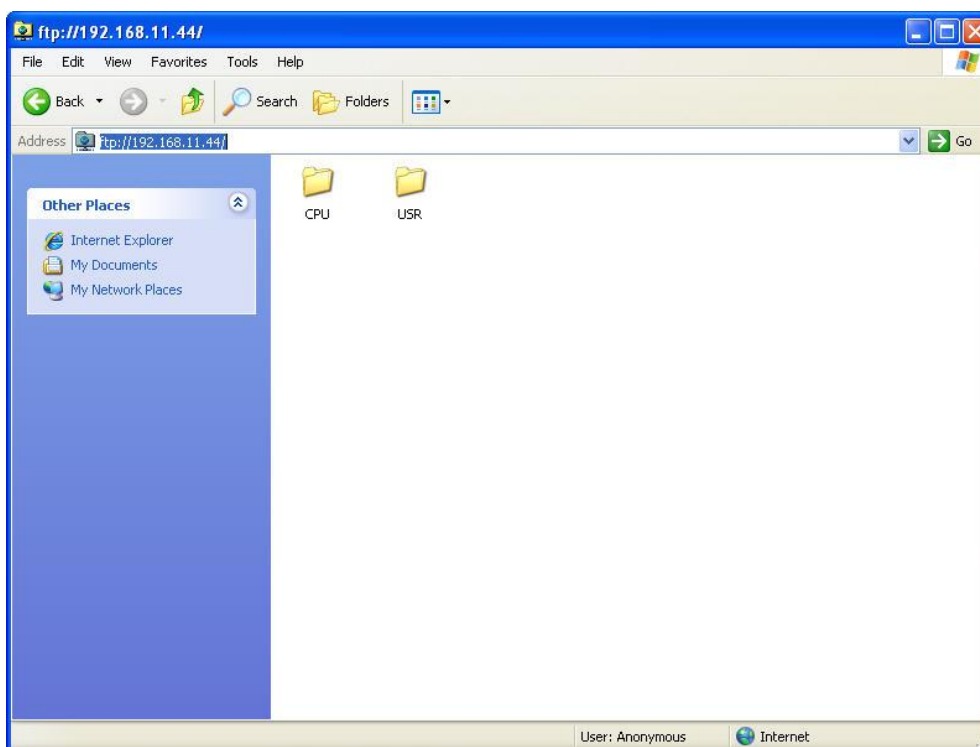 ftp://192.168.11.44/
File Edit View Favorites Tools Help
Back Search Folders
Address ftp://192.168.11.44/ Go
Other Places
Internet Explorer
My Documents
My Network Places
CPU USR
User: Anonymous Internet